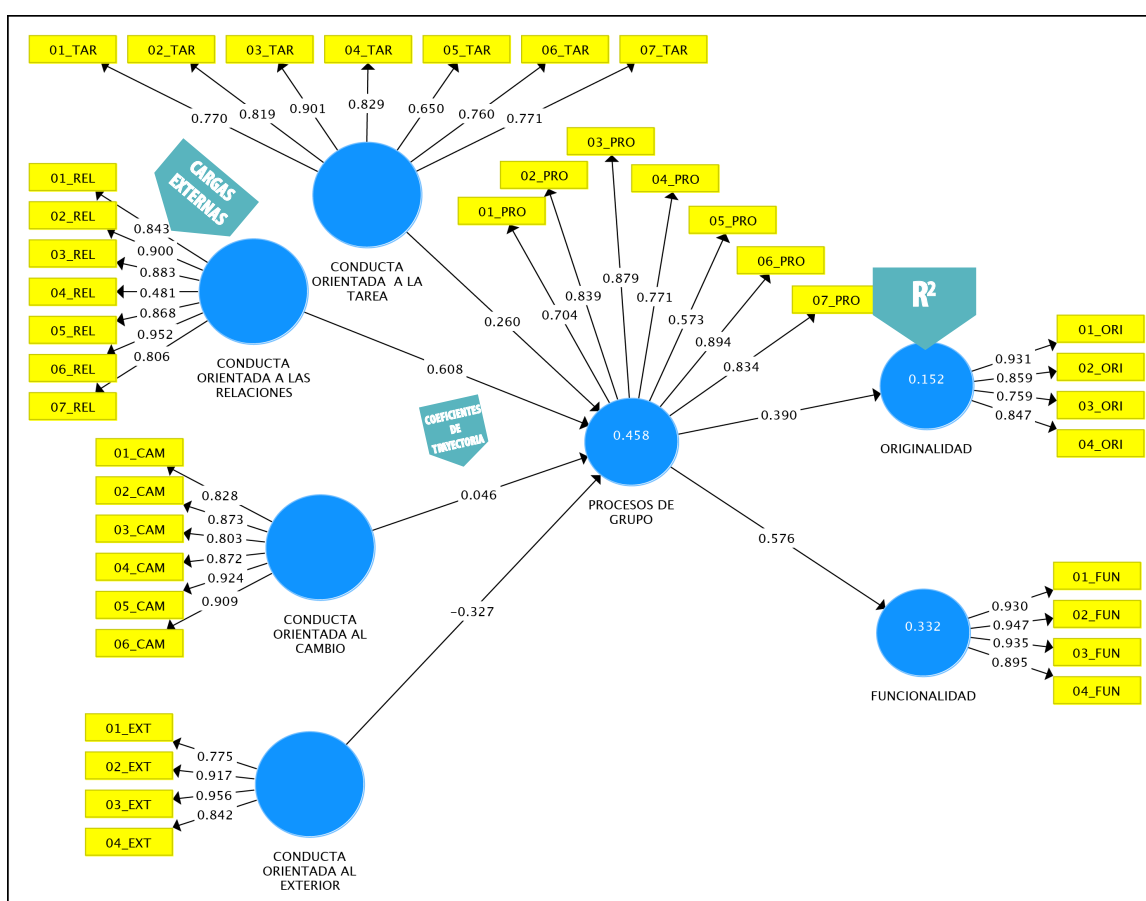 01_TAR
02_TAR
03_TAR
04_TAR
05_TAR
06_TAR
07_TAR
0.770
0.819
0.901
0.829
0.650
0.760
0.771
CARGAS
EXTERNAS
01_REL
02_REL
03_REL
04_REL
05_REL
06_REL
07_REL
0.843
0.900
0.883
0.481
0.868
0.952
0.806
CONDUCTA
ORIENTADA A LA
TAREA
CONDUCTA
ORIENTADA A LAS
RELACIONES
01_PRO
02_PRO
03_PRO
04_PRO
05_PRO
06_PRO
07_PRO
0.704
0.839
0.879
0.771
0.573
0.894
0.834
0.260
0.608
COEFICIENTES
DE
TRAYECTORIA
0.458
PROCESOS DE
GRUPO
R²
0.390
0.152
ORIGINALIDAD
01_ORI
02_ORI
03_ORI
04_ORI
0.931
0.859
0.759
0.847
01_CAM
02_CAM
03_CAM
04_CAM
05_CAM
06_CAM
0.828
0.873
0.803
0.872
0.924
0.909
CONDUCTA
ORIENTADA AL
CAMBIO
0.046
0.576
-0.327
0.332
FUNCIONALIDAD
01_FUN
02_FUN
03_FUN
04_FUN
0.930
0.947
0.935
0.895
01_EXT
02_EXT
03_EXT
04_EXT
0.775
0.917
0.956
0.842
CONDUCTA
ORIENTADA AL
EXTERIOR